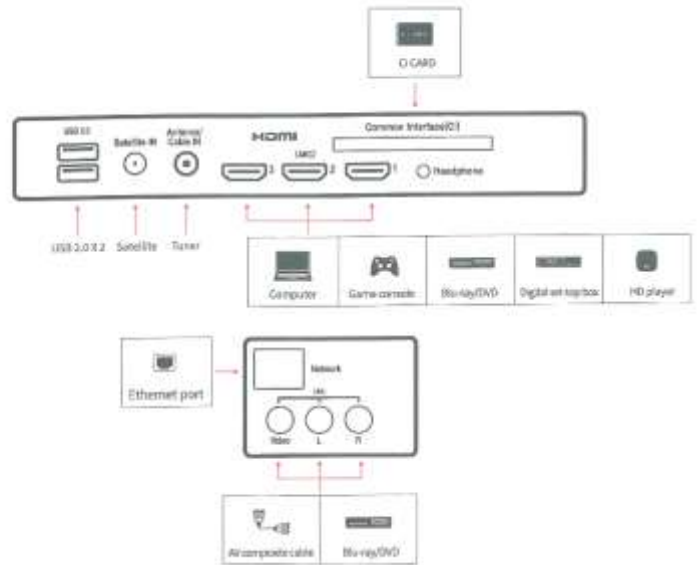 CI CARD
USB X2
Satellite IN
Antenna/
Cable IN
HDMI
Common Interface(CI)
(ARC)
3
2
1
Headphone
USB 2.0 X 2
Satellite
Tuner
Computer
Game console
Blu-ray/DVD
Digital set-top box
HD player
Ethernet port
Network
Video
L
R
AV composite cable
Blu-ray/DVD